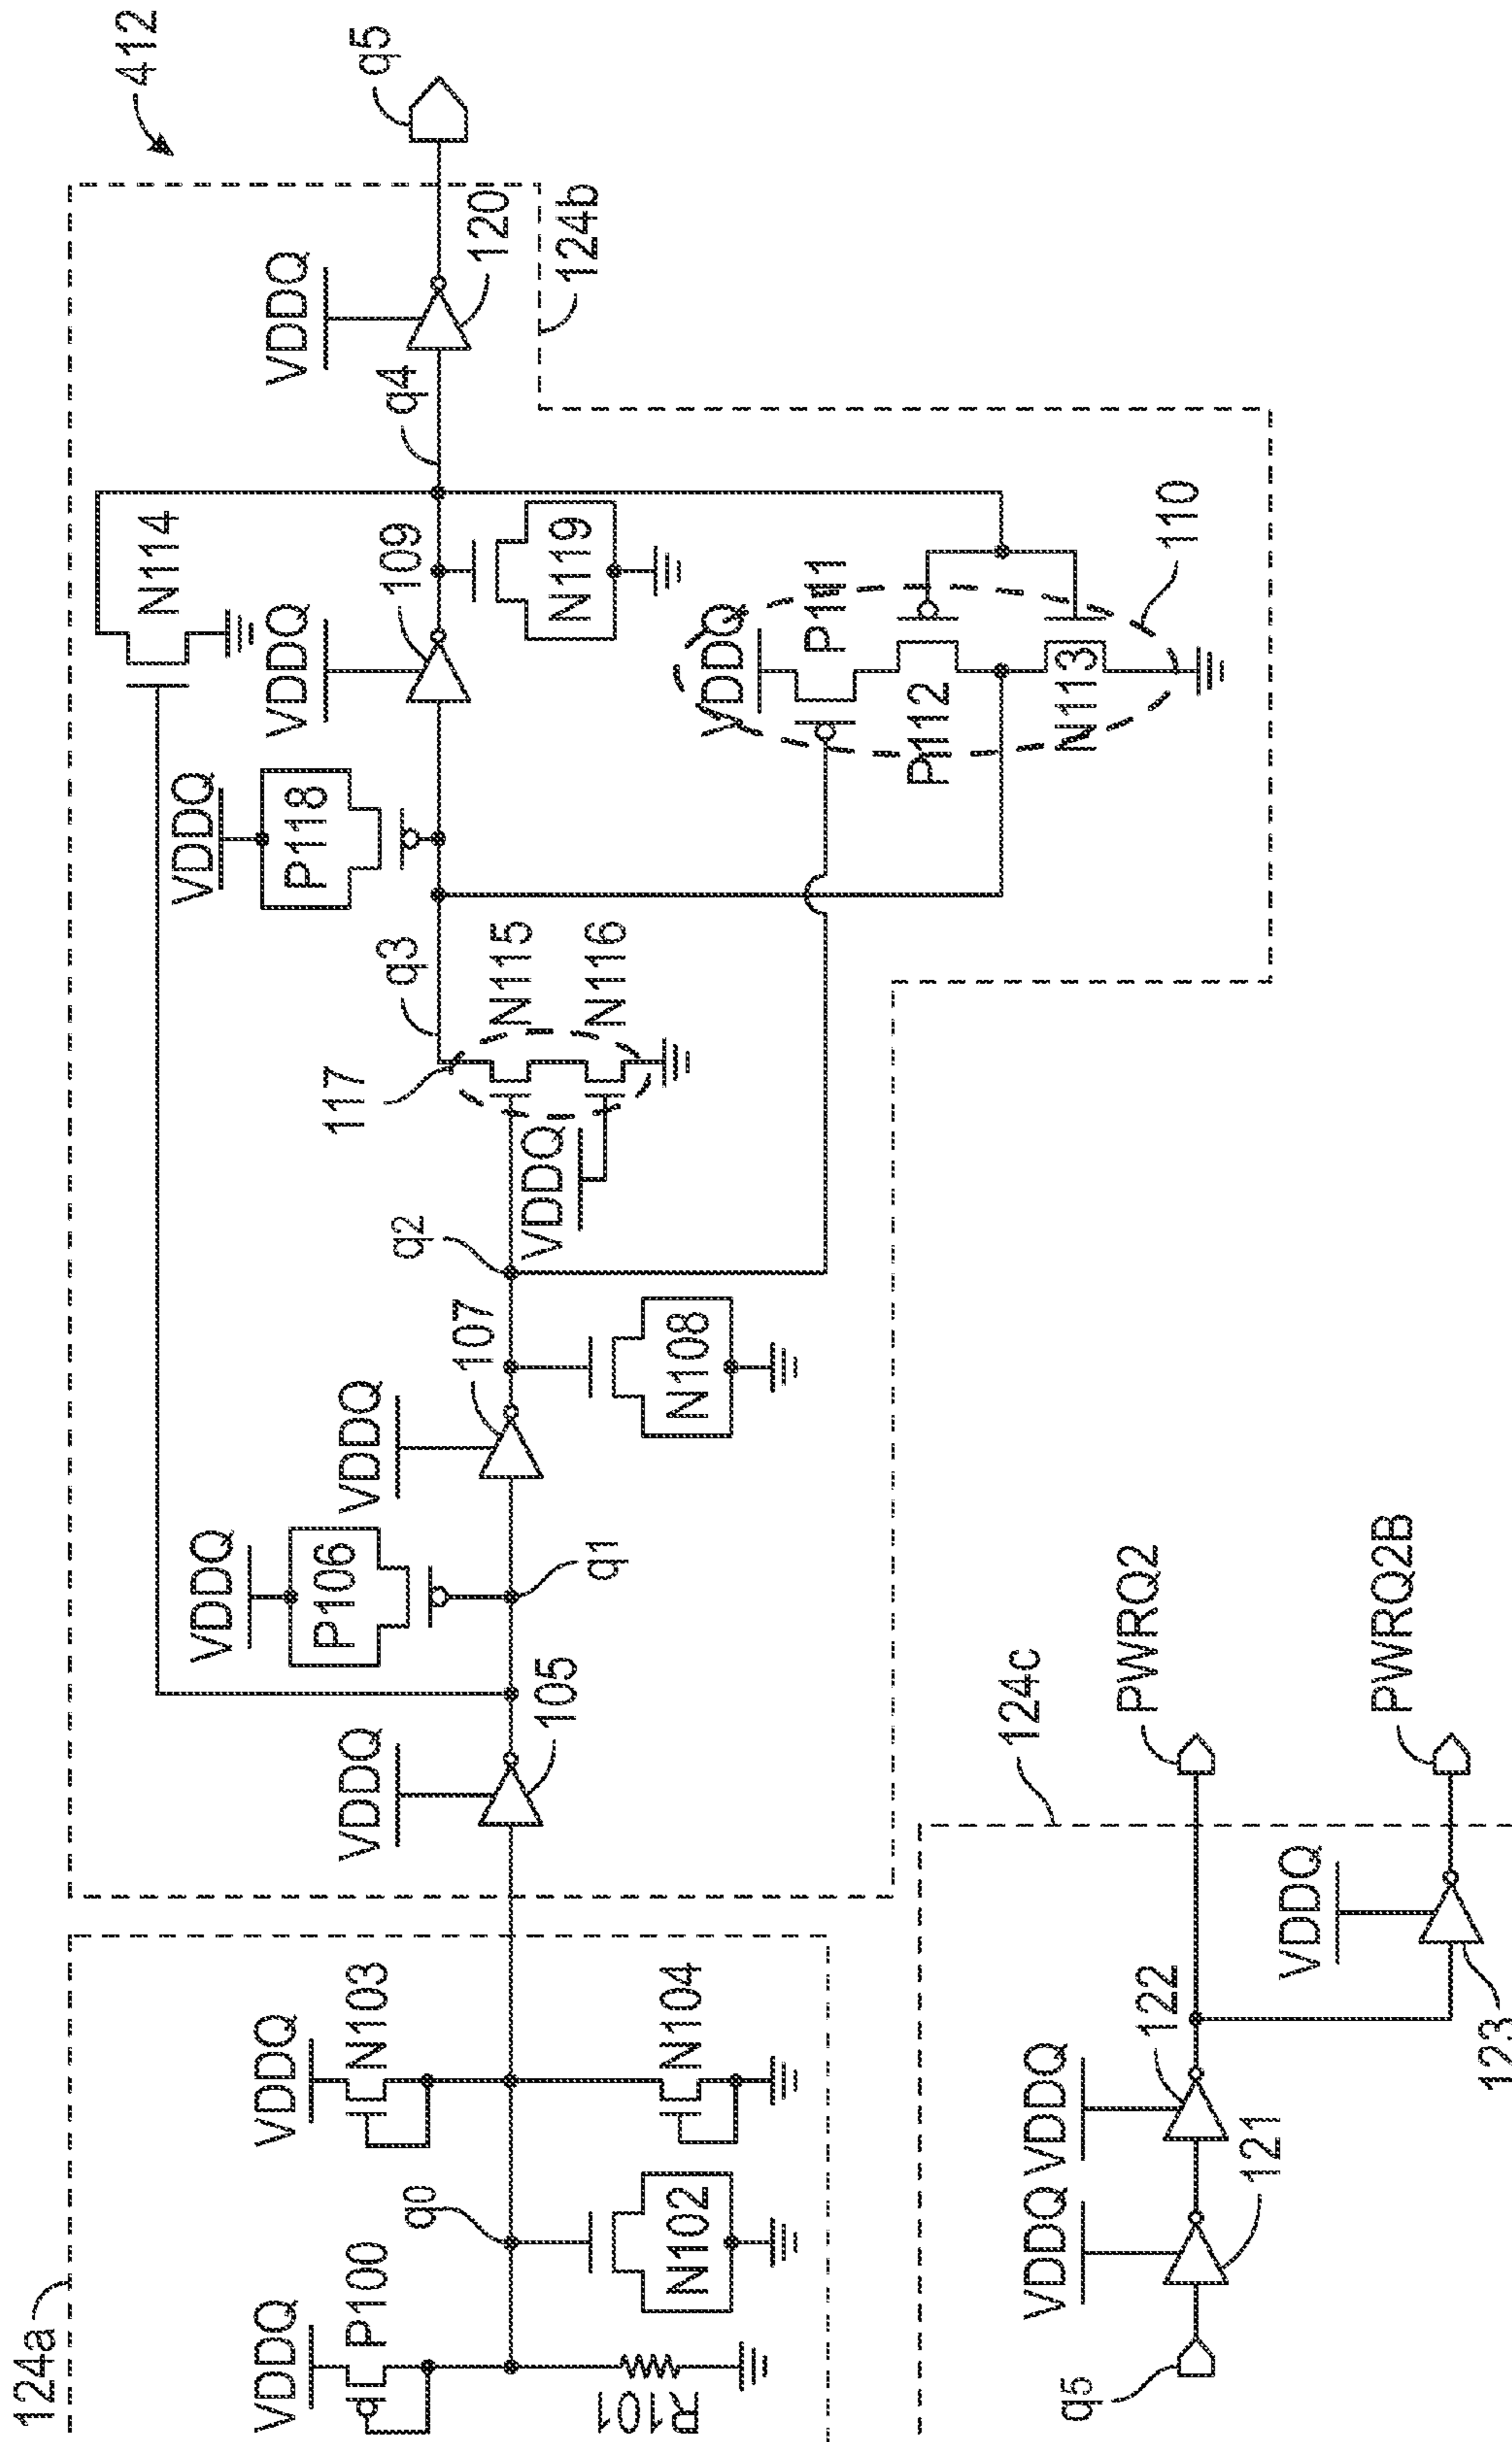 412
124a
VDDQ
P100
R101
q0
N102
VDDQ
N103
N104
VDDQ
105
VDDQ
P106
q1
VDDQ
107
N108
q2
117
VDDQ
N115
N116
q3
VDDQ
P118
VDDQ
109
N114
N119
q4
VDDQ
120
q5
124b
VDDQ
P111
P112
N113
110
124c
q5
VDDQ
121
VDDQ
122
PWRQ2
VDDQ
123
PWRQ2B